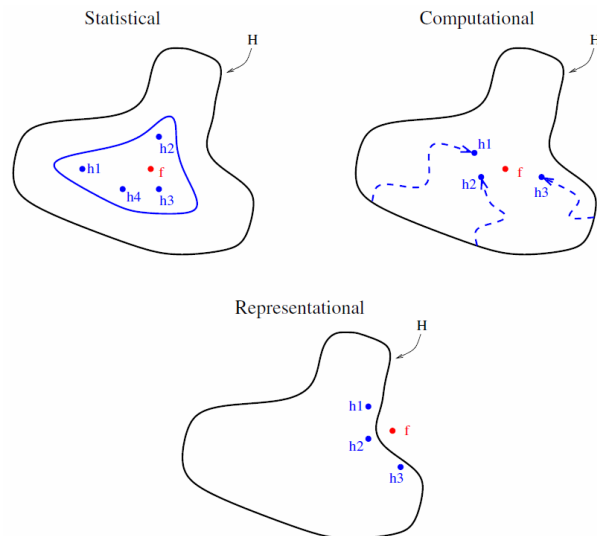 Statistical
H
h2
h1
f
h4
h3
Computational
H
h1
f
h2
h3
Representational
H
h1
f
h2
h3